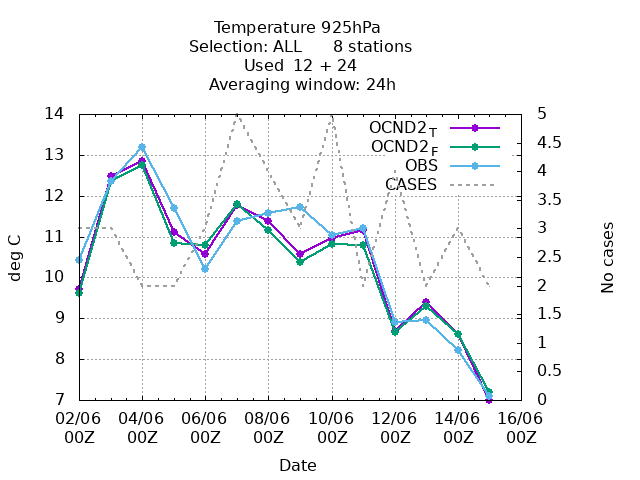 Temperature 925hPa
Selection: ALL 8 stations
Used 12 + 24
Averaging window: 24h
14 5
13 4.5
12 4
11 3.5
10 3
9 2.5
8 2
7 1.5
1
0.5
0
OCND2T
OCND2F
OBS
CASES
deg C
No cases
02/06 04/06 06/06 08/06 10/06 12/06 14/06 16/06
00Z 00Z 00Z 00Z 00Z 00Z 00Z 00Z
Date